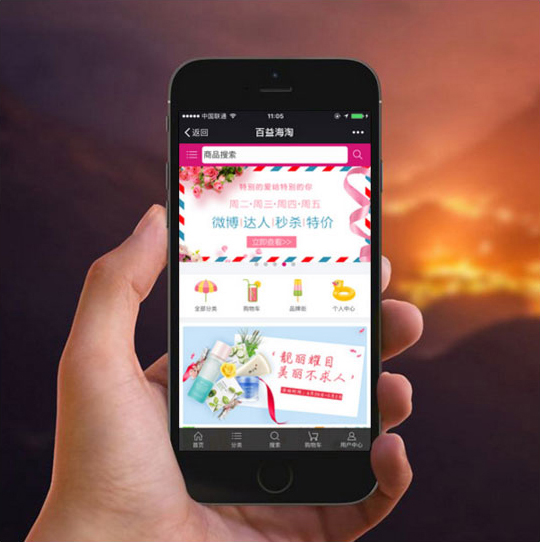 中国联通
11:05
返回
百益海淘
商品搜索
特别的爱给特别的你
周二·周三·周四·周五
微博|达人|秒杀|特价
立即查看>>
全部分类
购物车
品牌街
个人中心
靓丽耀目
美丽不求人
首页
分类
搜索
购物车
用户中心